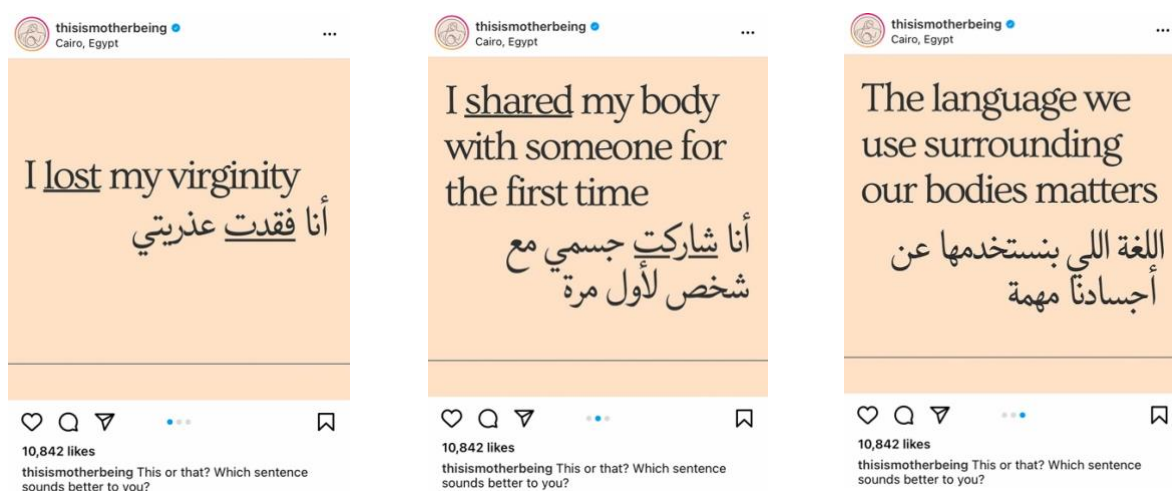 thisismotherbeing
Cairo, Egypt
I lost my virginity
أنا فقدت عذريتي
10,842 likes
thisismotherbeing This or that? Which sentence
sounds better to you?
thisismotherbeing
Cairo, Egypt
I shared my body
with someone for
the first time
أنا شاركت جسمي مع
شخص لأول مرة
10,842 likes
thisismotherbeing This or that? Which sentence
sounds better to you?
thisismotherbeing
Cairo, Egypt
The language we
use surrounding
our bodies matters
اللغة اللي بنستخدمها عن
أجسادنا مهمة
10,842 likes
thisismotherbeing This or that? Which sentence
sounds better to you?